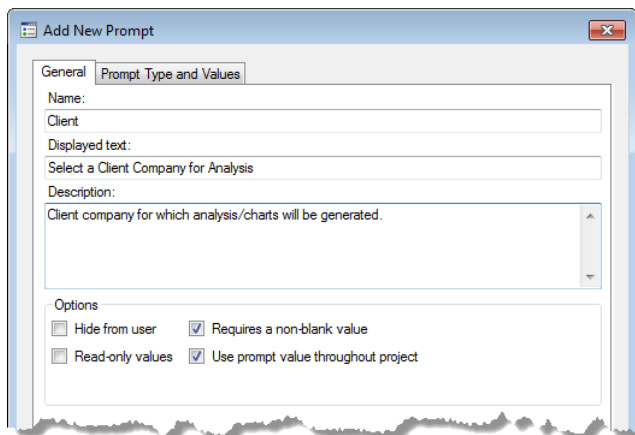 Add New Prompt
General Prompt Type and Values
Name:
Client
Displayed text:
Select a Client Company for Analysis
Description:
Client company for which analysis/charts will be generated.
Options
Hide from user Requires a non-blank value
Read-only values Use prompt value throughout project